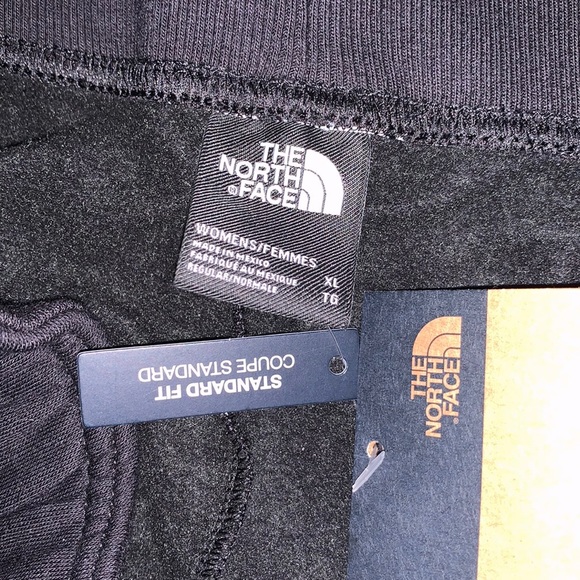 THE
NORTH
FACE
WOMENS/FEMMES XL
MADE IN MEXICO
FABRIQUÉ AU MEXIQUE TG
REGULAR/NORMALE
STANDARD FIT
COUPE STANDARD
THE
NORTH
FACE